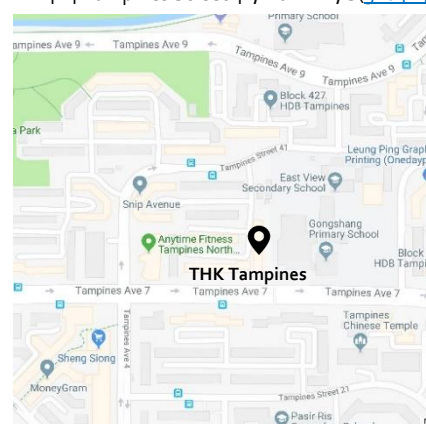 Primary School
Tampines Ave 9
Tampines Ave 9
Tampines Ave 9
Tampines Ave 9
Block 427,
HDB Tampines
a Park
Leung Ping Grap
Printing (Onedayp
Tampines Street 41
East View
Secondary School
Snip Avenue
Gongshang
Primary School
Anytime Fitness
Tampines North...
Block
HDB Tampi
THK Tampines
Tampines Ave 7
Tampines Ave 7
Tampines Ave 7
Tampines Ave 4
Tampines
Chinese Temple
Sheng Siong
MoneyGram
Tampines Street 21
Pasir Ris